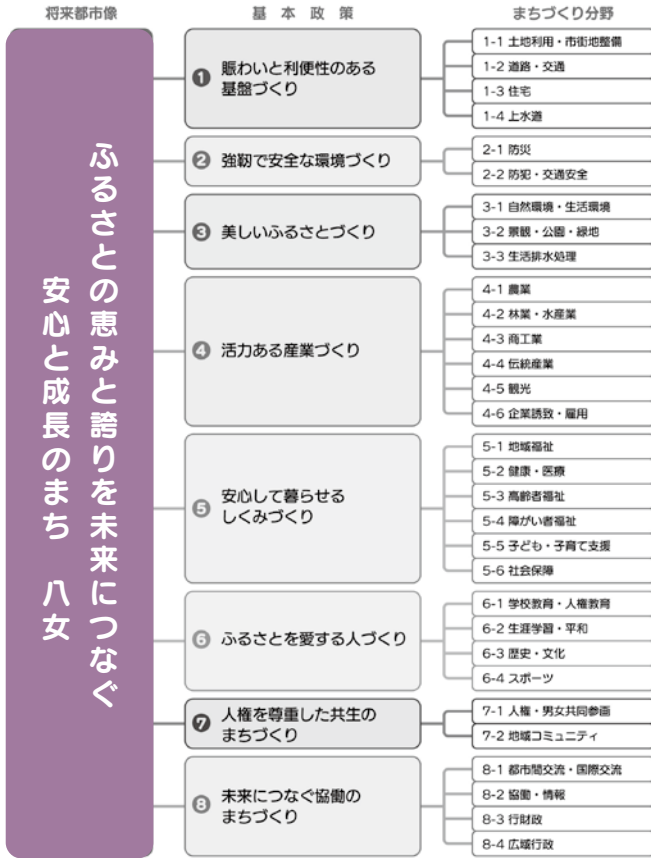 将来都市像
基本政策
まちづくり分野
ふるさとの恵みと誇りを未来につなぐ
安心と成長のまち 八女
❶ 賑わいと利便性のある
基盤づくり
1-1 土地利用・市街地整備
1-2 道路・交通
1-3 住宅
1-4 上水道
❷ 強靭で安全な環境づくり
2-1 防災
2-2 防犯・交通安全
❸ 美しいふるさとづくり
3-1 自然環境・生活環境
3-2 景観・公園・緑地
3-3 生活排水処理
❹ 活力ある産業づくり
4-1 農業
4-2 林業・水産業
4-3 商工業
4-4 伝統産業
4-5 観光
4-6 企業誘致・雇用
❺ 安心して暮らせる
しくみづくり
5-1 地域福祉
5-2 健康・医療
5-3 高齢者福祉
5-4 障がい者福祉
5-5 子ども・子育て支援
5-6 社会保障
❻ ふるさとを愛する人づくり
6-1 学校教育・人権教育
6-2 生涯学習・平和
6-3 歴史・文化
6-4 スポーツ
❼ 人権を尊重した共生の
まちづくり
7-1 人権・男女共同参画
7-2 地域コミュニティ
❽ 未来につなぐ協働の
まちづくり
8-1 都市間交流・国際交流
8-2 協働・情報
8-3 行財政
8-4 広域行政